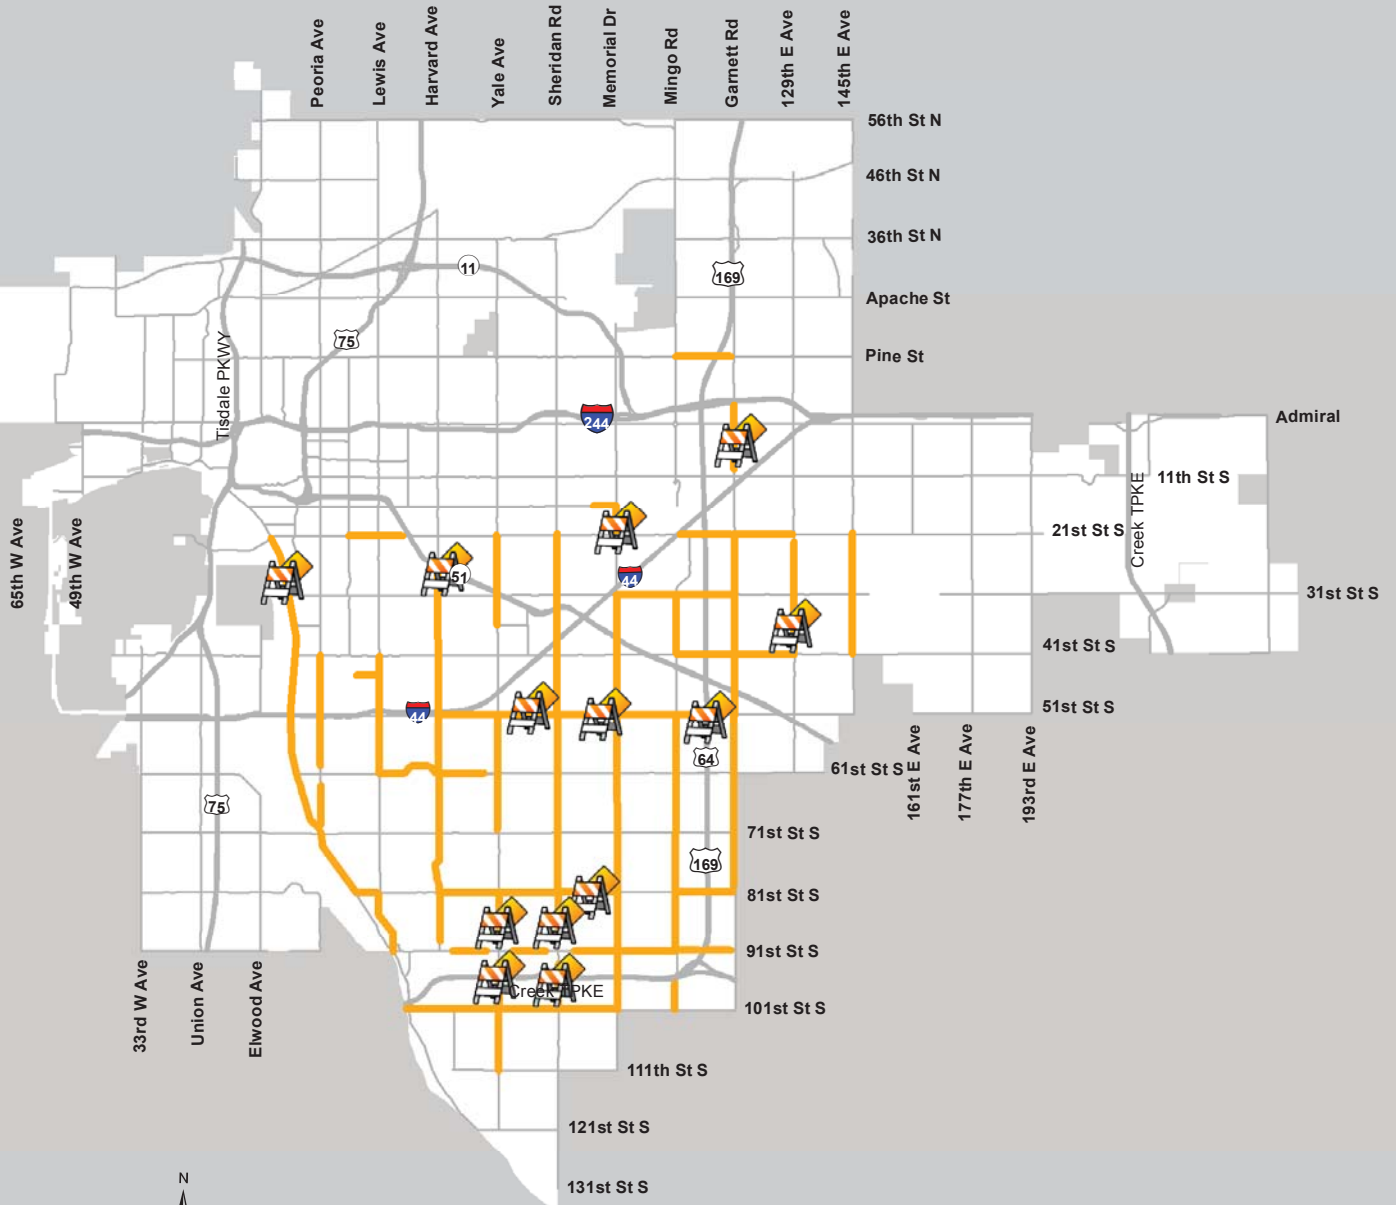 Peoria Ave
Lewis Ave
Harvard Ave
Yale Ave
Sheridan Rd
Memorial Dr
Mingo Rd
Garnett Rd
129th E Ave
145th E Ave
56th St N
46th St N
36th St N
11
169
Apache St
75
Tisdale PKWY
Pine St
244
Admiral
11th St S
Creek TPKE
65th W Ave
49th W Ave
21st St S
51
44
31st St S
41st St S
44
51st St S
64
61st St S
161st E Ave
177th E Ave
193rd E Ave
75
71st St S
169
81st St S
91st St S
33rd W Ave
Union Ave
Elwood Ave
Creek TPKE
101st St S
111th St S
121st St S
N
131st St S